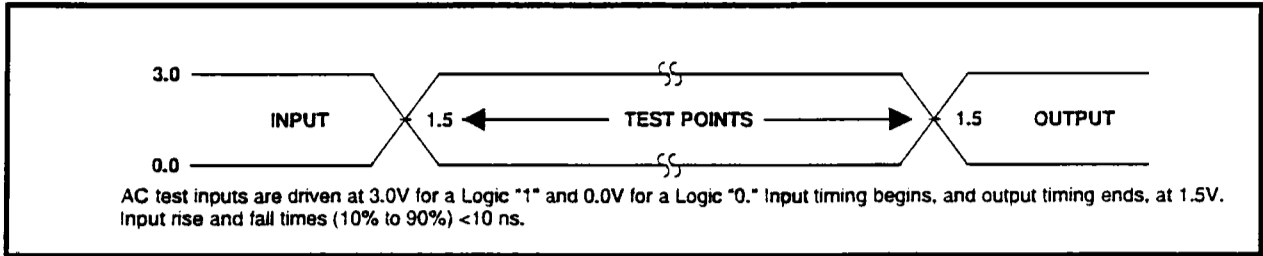 3.0
INPUT 1.5 TEST POINTS 1.5 OUTPUT
0.0
AC test inputs are driven at 3.0V for a Logic "1" and 0.0V for a Logic "0." Input timing begins, and output timing ends, at 1.5V.
Input rise and fall times (10% to 90%) <10 ns.